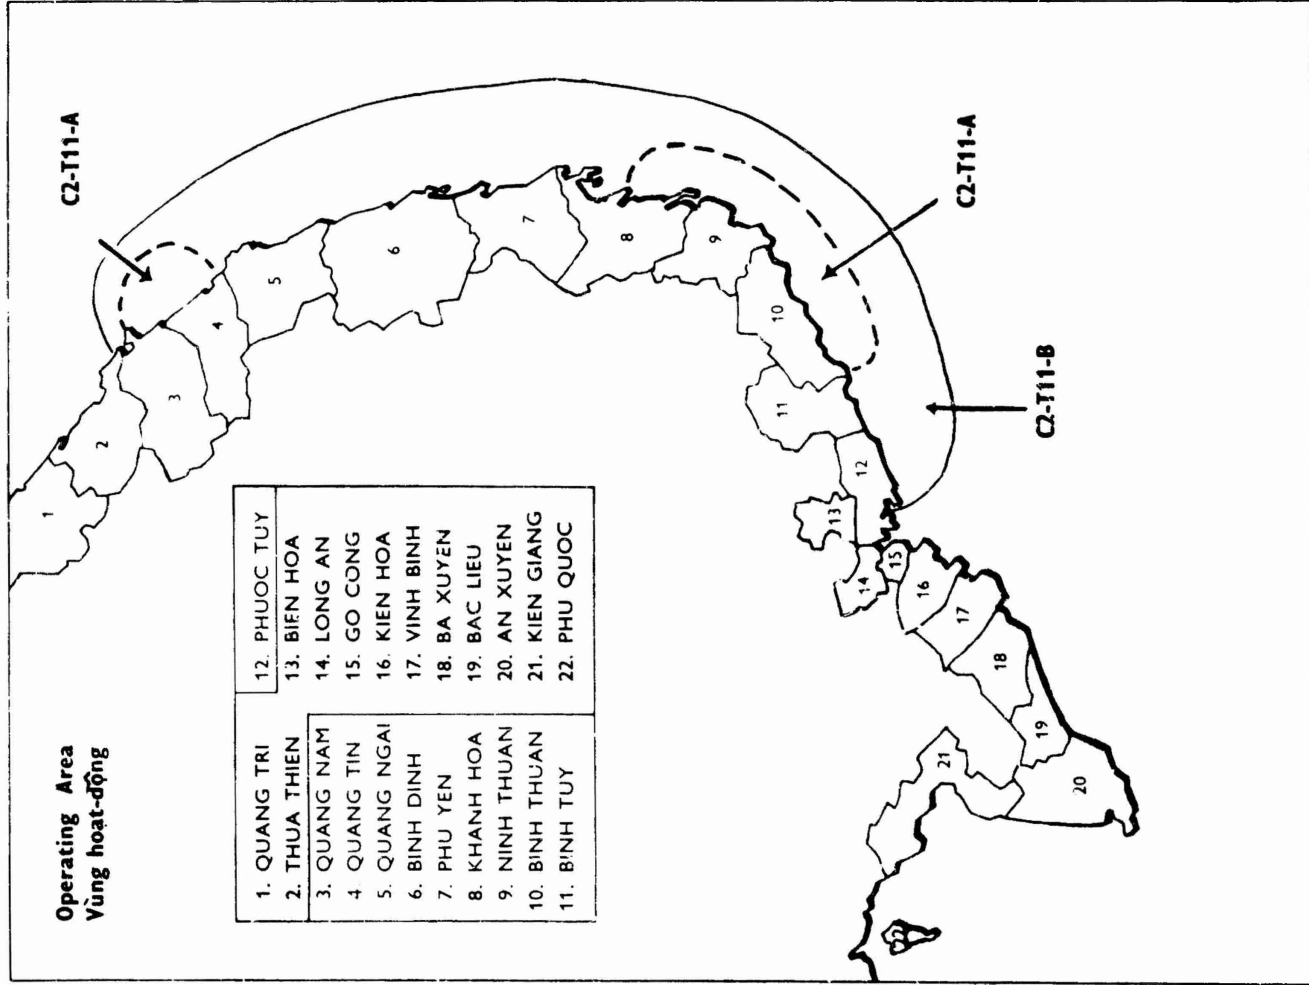 Operating Area
Vùng hoạt-động
1. QUANG TRI
2. THUA THIEN
3. QUANG NAM
4 QUANG TIN
5. QUANG NGAI
6. BINH DINH
7. PHU YEN
8. KHANH HOA
9. NINH THUAN
10. BINH THUAN
11. BINH TUY
12. PHUOC TUY
13. BIEN HOA
14. LONG AN
15. GO CONG
16. KIEN HOA
17. VINH BINH
18. BA XUYEN
19. BAC LIEU
20. AN XUYEN
21. KIEN GIANG
22. PHU QUOC
C2-T11-A
C2-T11-A
C2-T11-B
1
2
3
4
5
6
7
8
9
10
11
12
13
14
15
16
17
18
19
20
21
22